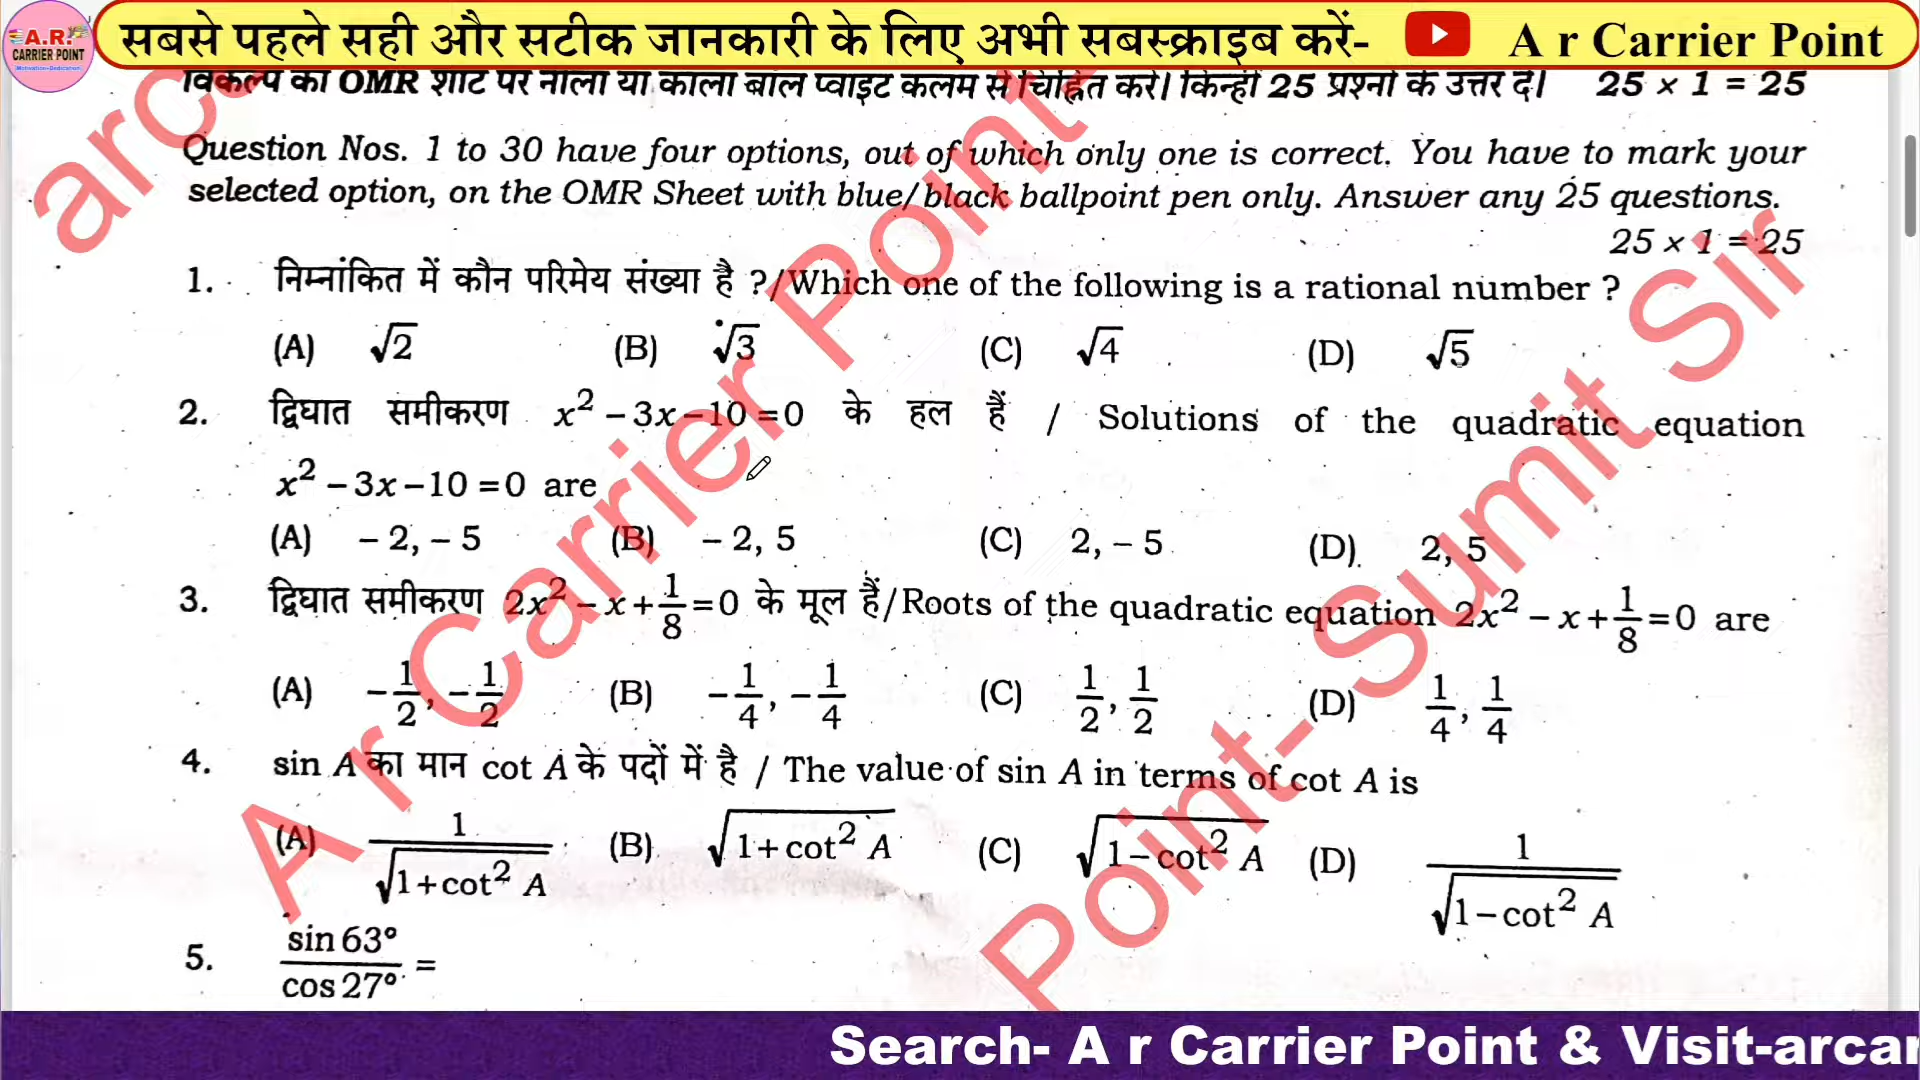 A.R.
CARRIER POINT
Motivation-Dedication
सबसे पहले सही और सटीक जानकारी के लिए अभी सबस्क्राइब करें-
A r Carrier Point
विकल्प को OMR शीट पर नीला या काला बॉल प्वाइंट कलम से चिह्नित करें। किन्हीं 25 प्रश्नों के उत्तर दें। 25 × 1 = 25
Question Nos. 1 to 30 have four options, out of which only one is correct. You have to mark your
selected option, on the OMR Sheet with blue/black ballpoint pen only. Answer any 25 questions.
25 × 1 = 25
1. निम्नांकित में कौन परिमेय संख्या है ?/Which one of the following is a rational number ?
(A) √2 (B) √3 (C) √4 (D) √5
2. द्विघात समीकरण x² − 3x − 10 = 0 के हल हैं / Solutions of the quadratic equation
x² − 3x − 10 = 0 are
(A) − 2, − 5 (B) − 2, 5 (C) 2, − 5 (D) 2, 5
3. द्विघात समीकरण 2x² − x + 1/8 = 0 के मूल हैं/Roots of the quadratic equation 2x² − x + 1/8 = 0 are
(A) −1/2, −1/2 (B) −1/4, −1/4 (C) 1/2, 1/2 (D) 1/4, 1/4
4. sin A का मान cot A के पदों में है / The value of sin A in terms of cot A is
(A) 1/√(1+cot² A) (B) √(1+cot² A) (C) √(1−cot² A) (D) 1/√(1−cot² A)
5. sin 63°/cos 27° =
arc
A r Carrier Point
Point- Sumit Sir
Search- A r Carrier Point & Visit-arcar